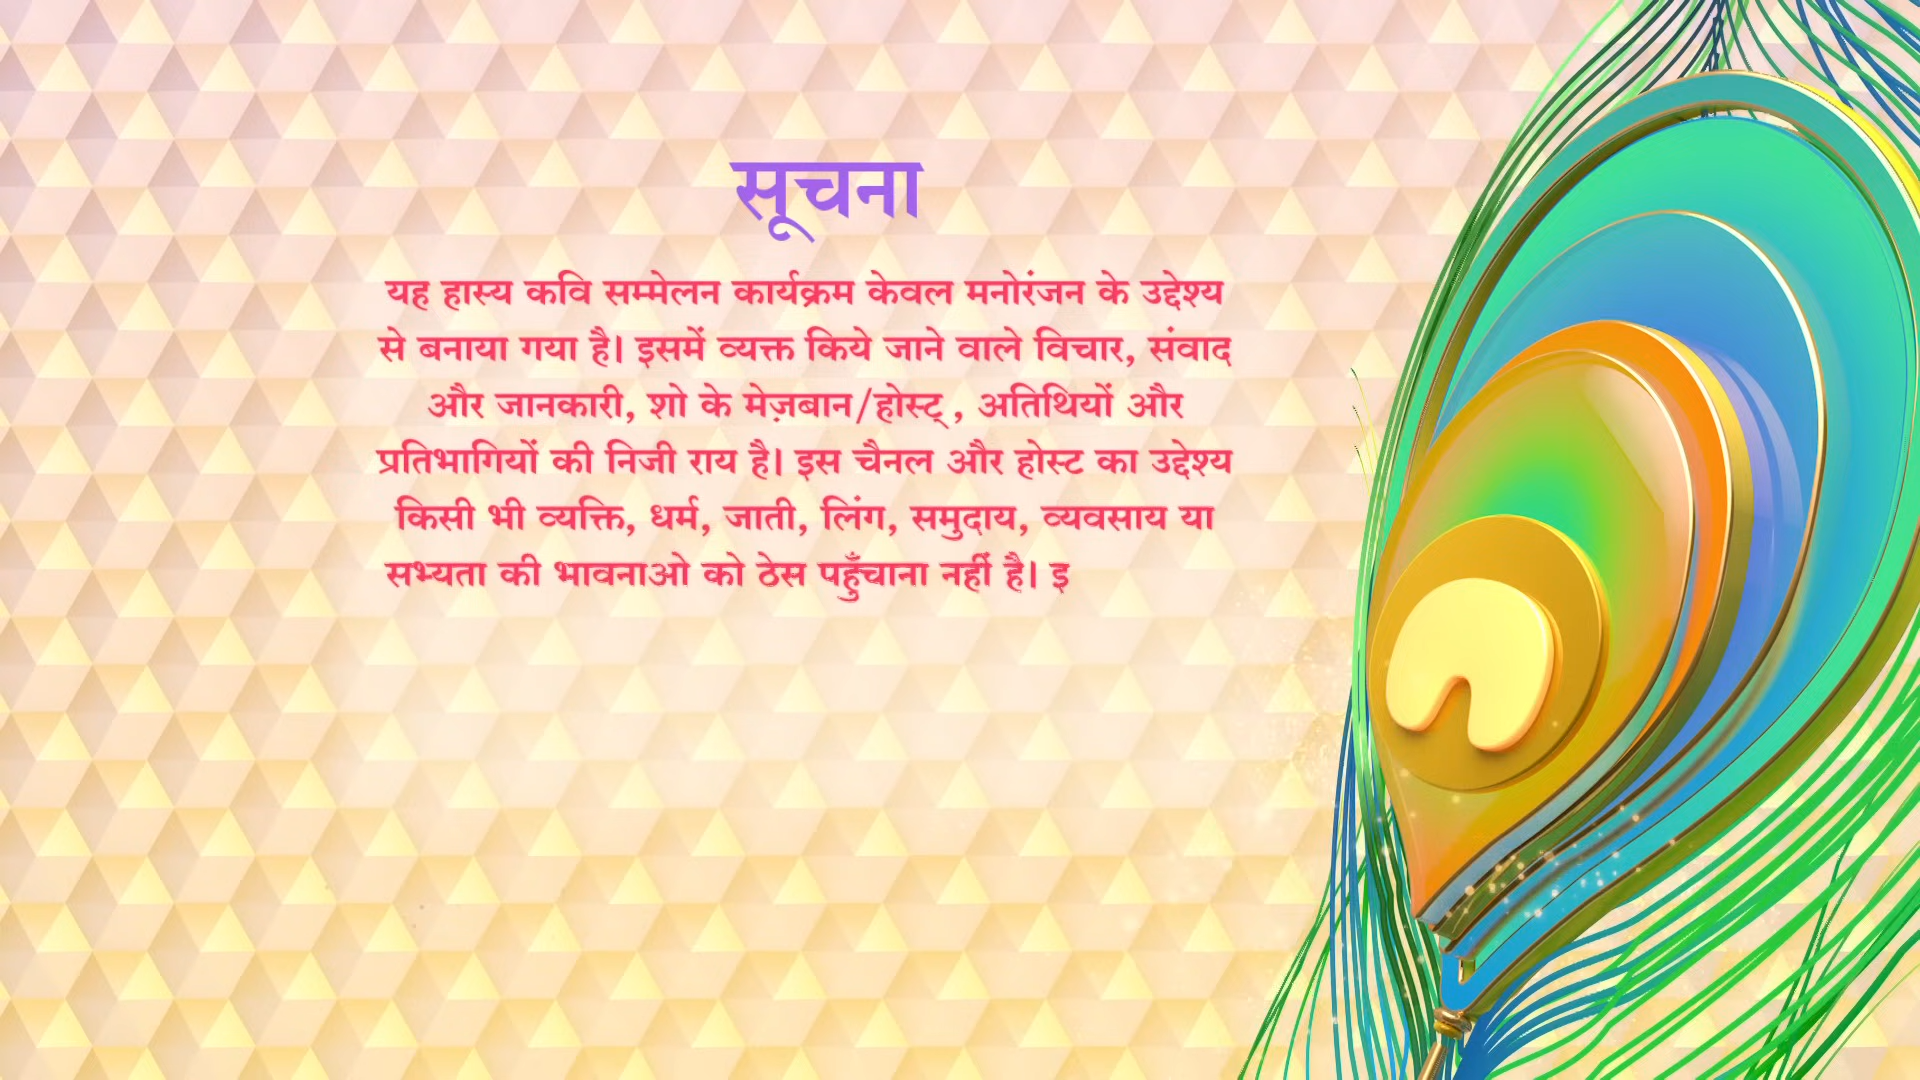 सूचना
यह हास्य कवि सम्मेलन कार्यक्रम केवल मनोरंजन के उद्देश्य
से बनाया गया है। इसमें व्यक्त किये जाने वाले विचार, संवाद
और जानकारी, शो के मेज़बान/होस्ट् , अतिथियों और
प्रतिभागियों की निजी राय है। इस चैनल और होस्ट का उद्देश्य
किसी भी व्यक्ति, धर्म, जाती, लिंग, समुदाय, व्यवसाय या
सभ्यता की भावनाओ को ठेस पहुँचाना नहीं है। इ